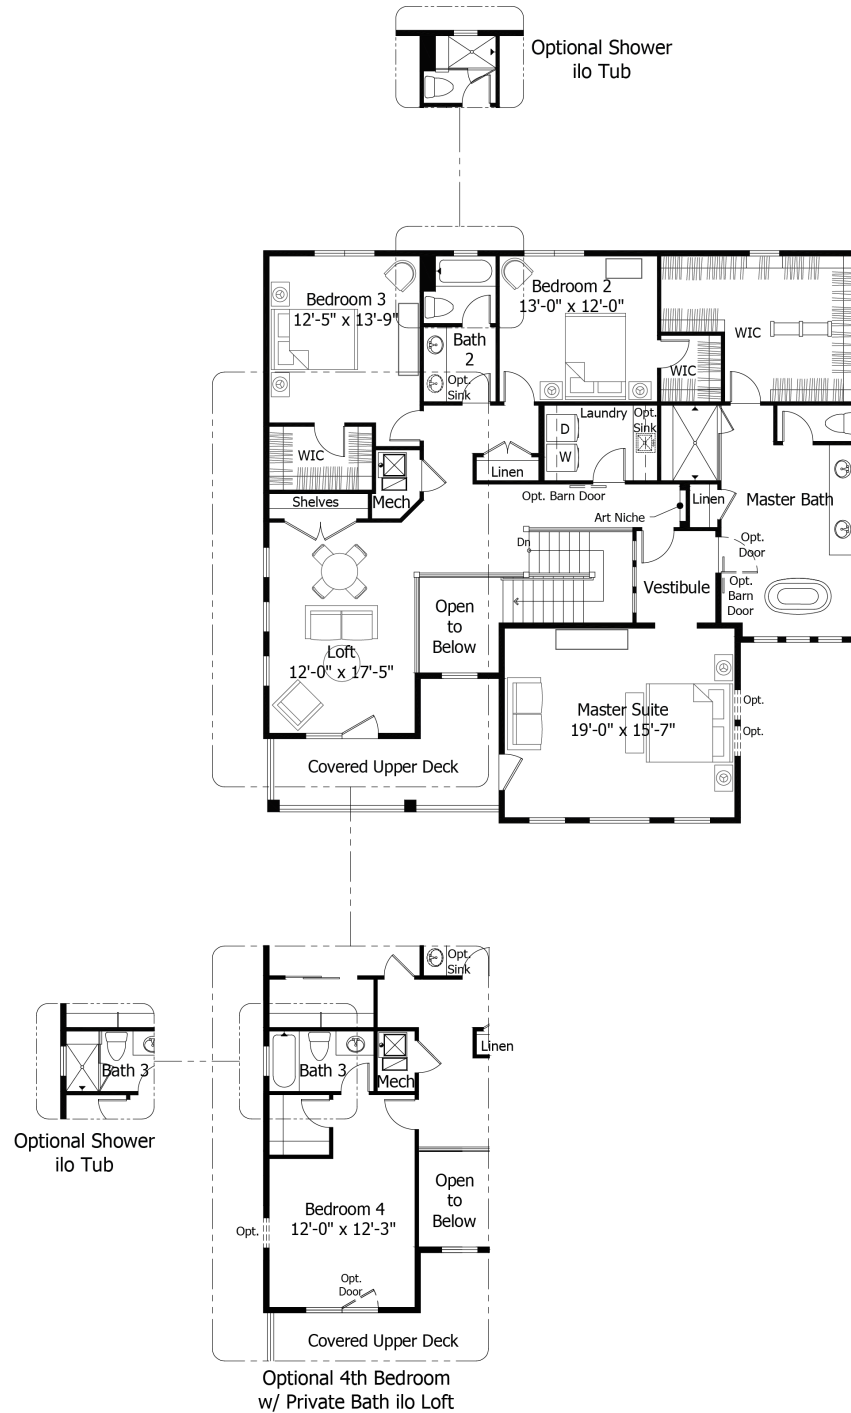 Optional Shower
ilo Tub
Bedroom 3
12'-5" x 13'-9"
Bath
2
Opt.
Sink
Bedroom 2
13'-0" x 12'-0"
WIC
WIC
WIC
Laundry
Opt.
Sink
D
W
Linen
Opt. Barn Door
Art Niche
Linen
Master Bath
Shelves
Mech
Dn
Opt.
Door
Vestibule
Opt.
Barn
Door
Open
to
Below
Loft
12'-0" x 17'-5"
Master Suite
19'-0" x 15'-7"
Opt.
Opt.
Covered Upper Deck
Opt.
Sink
Linen
Bath 3
Bath 3
Mech
Optional Shower
ilo Tub
Open
to
Below
Bedroom 4
12'-0" x 12'-3"
Opt.
Opt.
Door
Covered Upper Deck
Optional 4th Bedroom
w/ Private Bath ilo Loft